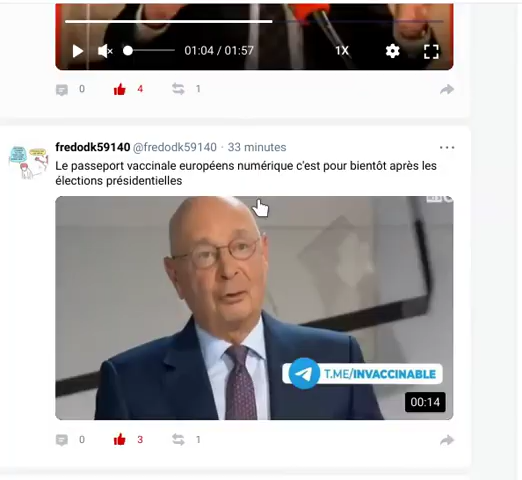 01:04 / 01:57
1X
0
4
1
fredodk59140 @fredodk59140 · 33 minutes
Le passeport vaccinale européens numérique c'est pour bientôt après les
élections présidentielles
T.ME/INVACCINABLE
00:14
0
3
1